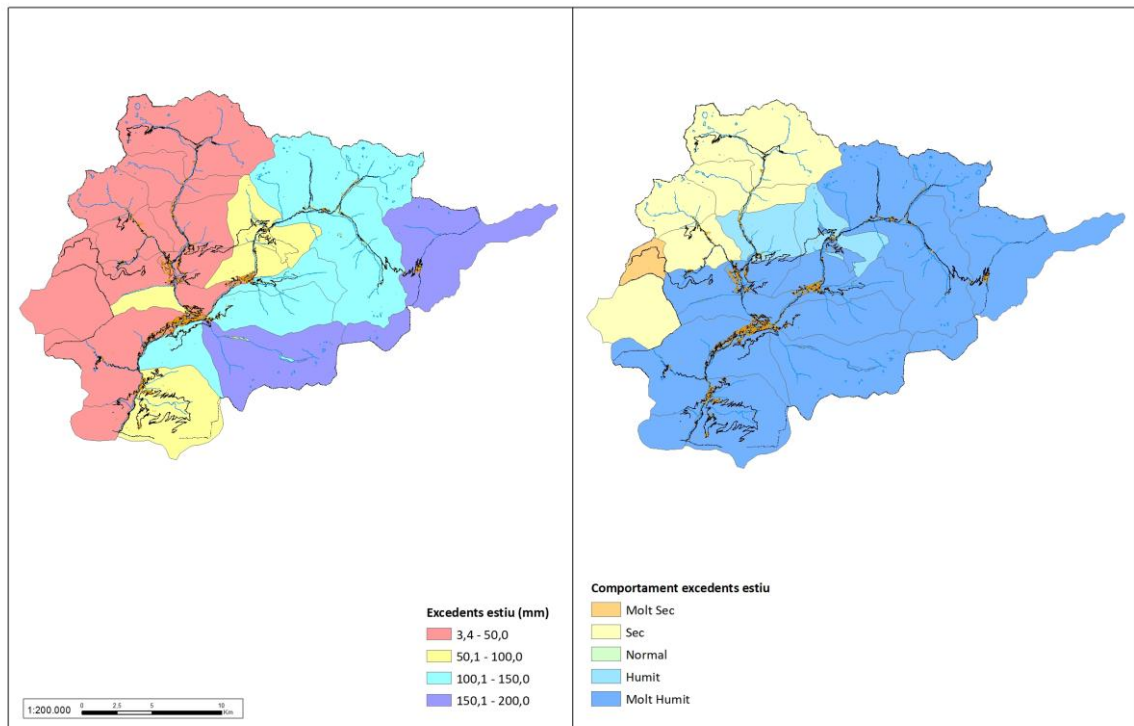 Excedents estiu (mm)
3,4 - 50,0
50,1 - 100,0
100,1 - 150,0
150,1 - 200,0
1:200.000
0 2,5 5 10
Km
Comportament excedents estiu
Molt Sec
Sec
Normal
Humit
Molt Humit